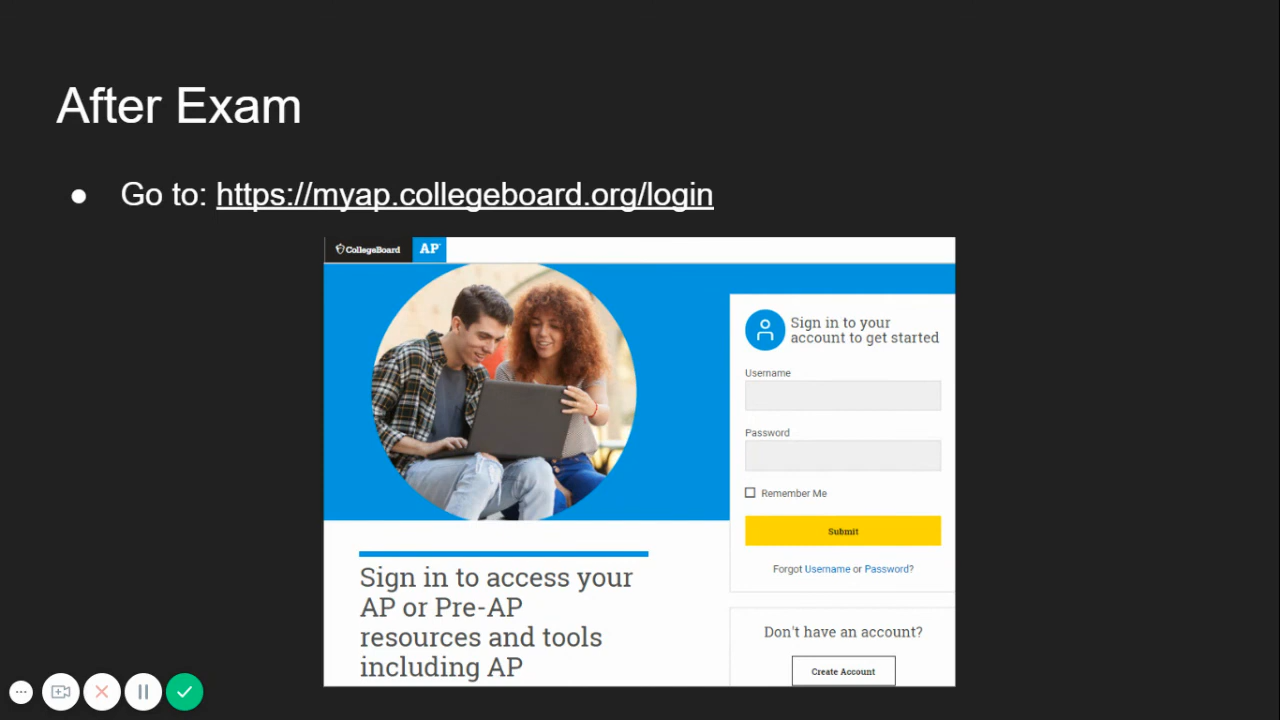 After Exam
● Go to: https://myap.collegeboard.org/login
CollegeBoard AP
Sign in to your
account to get started
Username
Password
Remember Me
Submit
Forgot Username or Password?
Sign in to access your
AP or Pre-AP
resources and tools
including AP
Don't have an account?
Create Account